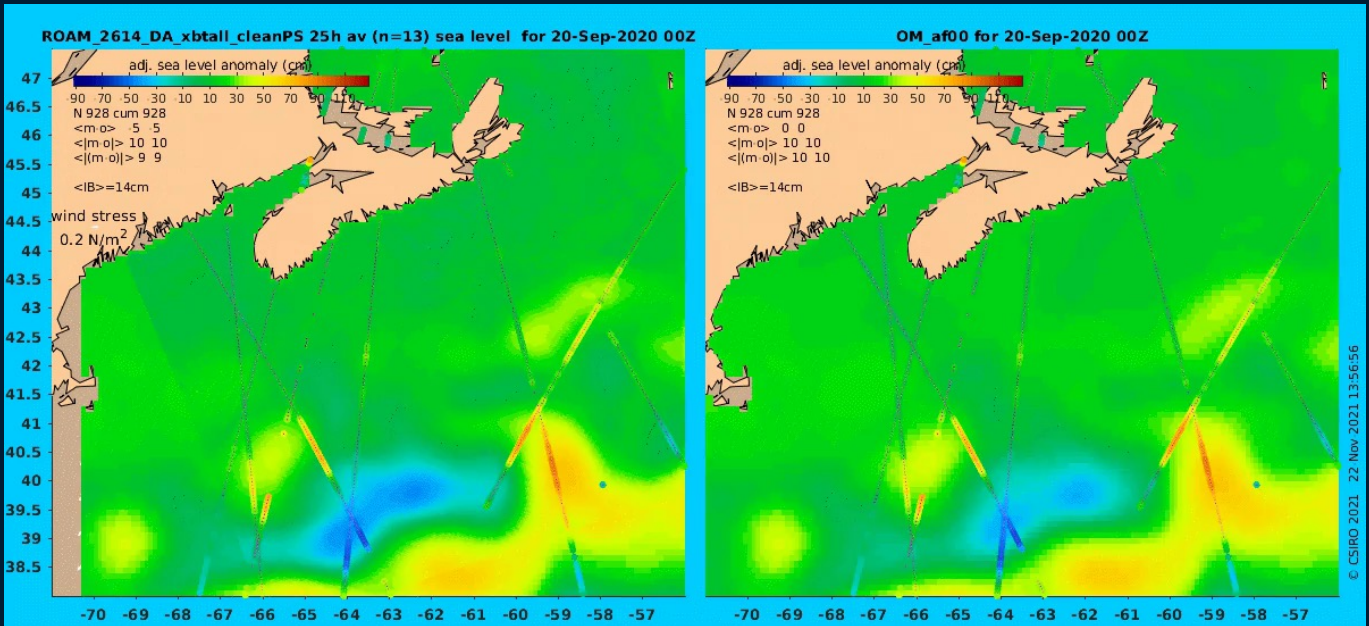 ROAM_2614_DA_xbtall_cleanPS 25h av (n=13) sea level for 20-Sep-2020 00Z
adj. sea level anomaly (cm)
-90 -70 -50 -30 -10 10 30 50 70 90 110
N 928 cum 928
<m-o> -5 -5
<|m-o|> 10 10
<|(m-o)|> 9 9
<IB>=14cm
wind stress
0.2 N/m²
47
46.5
46
45.5
45
44.5
44
43.5
43
42.5
42
41.5
41
40.5
40
39.5
39
38.5
-70 -69 -68 -67 -66 -65 -64 -63 -62 -61 -60 -59 -58 -57
OM_af00 for 20-Sep-2020 00Z
adj. sea level anomaly (cm)
-90 -70 -50 -30 -10 10 30 50 70 90 110
N 928 cum 928
<m-o> 0 0
<|m-o|> 10 10
<|(m-o)|> 10 10
<IB>=14cm
-70 -69 -68 -67 -66 -65 -64 -63 -62 -61 -60 -59 -58 -57
© CSIRO 2021 22 Nov 2021 13:56:56